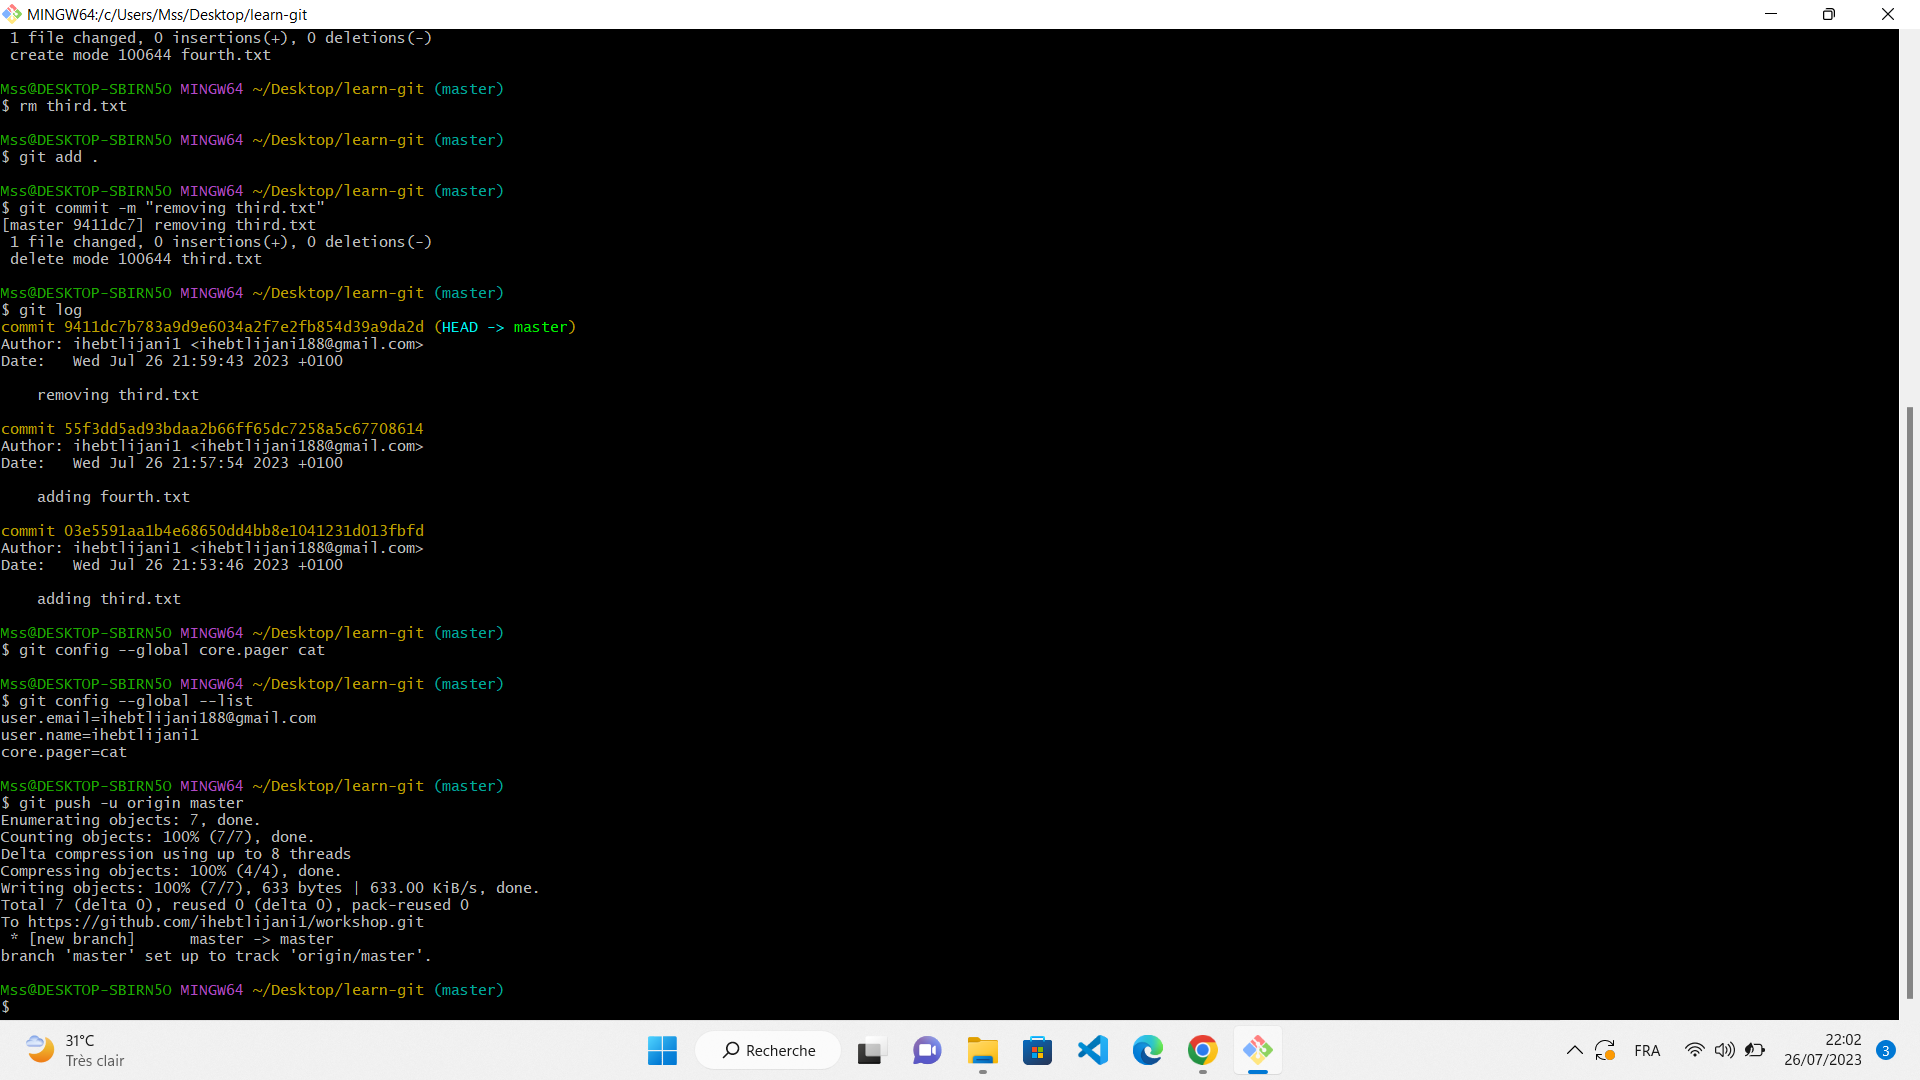 MINGW64:/c/Users/Mss/Desktop/learn-git
 1 file changed, 0 insertions(+), 0 deletions(-)
 create mode 100644 fourth.txt
Mss@DESKTOP-SBIRN5O MINGW64 ~/Desktop/learn-git (master)
$ rm third.txt
Mss@DESKTOP-SBIRN5O MINGW64 ~/Desktop/learn-git (master)
$ git add .
Mss@DESKTOP-SBIRN5O MINGW64 ~/Desktop/learn-git (master)
$ git commit -m "removing third.txt"
[master 9411dc7] removing third.txt
 1 file changed, 0 insertions(+), 0 deletions(-)
 delete mode 100644 third.txt
Mss@DESKTOP-SBIRN5O MINGW64 ~/Desktop/learn-git (master)
$ git log
commit 9411dc7b783a9d9e6034a2f7e2fb854d39a9da2d (HEAD -> master)
Author: ihebtlijani1 <ihebtlijani188@gmail.com>
Date:   Wed Jul 26 21:59:43 2023 +0100
    removing third.txt
commit 55f3dd5ad93bdaa2b66ff65dc7258a5c67708614
Author: ihebtlijani1 <ihebtlijani188@gmail.com>
Date:   Wed Jul 26 21:57:54 2023 +0100
    adding fourth.txt
commit 03e5591aa1b4e68650dd4bb8e1041231d013fbfd
Author: ihebtlijani1 <ihebtlijani188@gmail.com>
Date:   Wed Jul 26 21:53:46 2023 +0100
    adding third.txt
Mss@DESKTOP-SBIRN5O MINGW64 ~/Desktop/learn-git (master)
$ git config --global core.pager cat
Mss@DESKTOP-SBIRN5O MINGW64 ~/Desktop/learn-git (master)
$ git config --global --list
user.email=ihebtlijani188@gmail.com
user.name=ihebtlijani1
core.pager=cat
Mss@DESKTOP-SBIRN5O MINGW64 ~/Desktop/learn-git (master)
$ git push -u origin master
Enumerating objects: 7, done.
Counting objects: 100% (7/7), done.
Delta compression using up to 8 threads
Compressing objects: 100% (4/4), done.
Writing objects: 100% (7/7), 633 bytes | 633.00 KiB/s, done.
Total 7 (delta 0), reused 0 (delta 0), pack-reused 0
To https://github.com/ihebtlijani1/workshop.git
 * [new branch]      master -> master
branch 'master' set up to track 'origin/master'.
Mss@DESKTOP-SBIRN5O MINGW64 ~/Desktop/learn-git (master)
$
31°C
Très clair
Recherche
FRA
22:02
26/07/2023
3